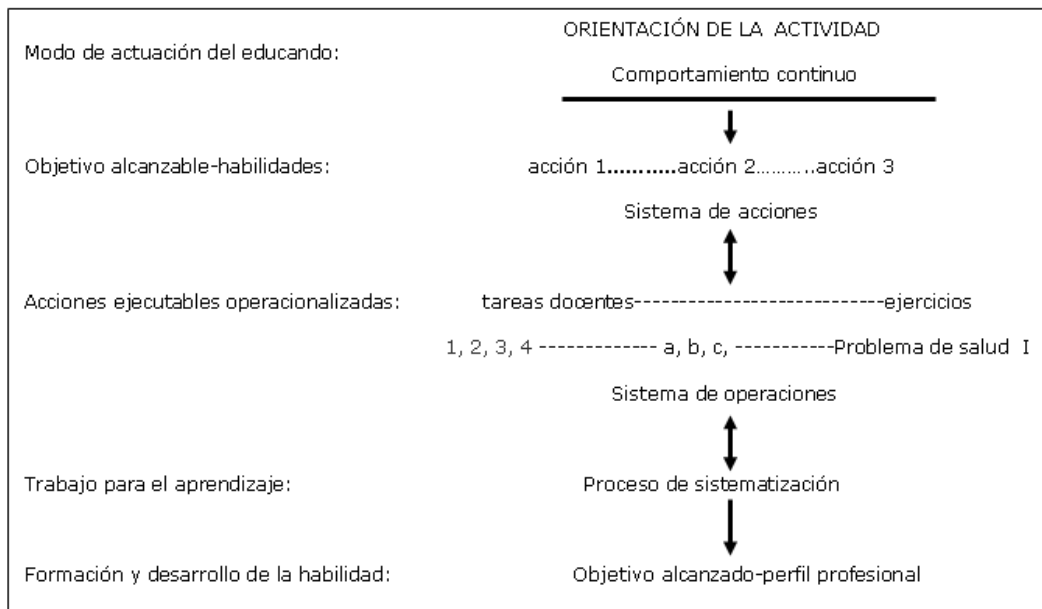 ORIENTACIÓN DE LA ACTIVIDAD
Modo de actuación del educando:
Comportamiento continuo
Objetivo alcanzable-habilidades: acción 1...........acción 2...........acción 3
Sistema de acciones
Acciones ejecutables operacionalizadas: tareas docentes----------------------------ejercicios
1, 2, 3, 4 ------------- a, b, c, -----------Problema de salud I
Sistema de operaciones
Trabajo para el aprendizaje: Proceso de sistematización
Formación y desarrollo de la habilidad: Objetivo alcanzado-perfil profesional